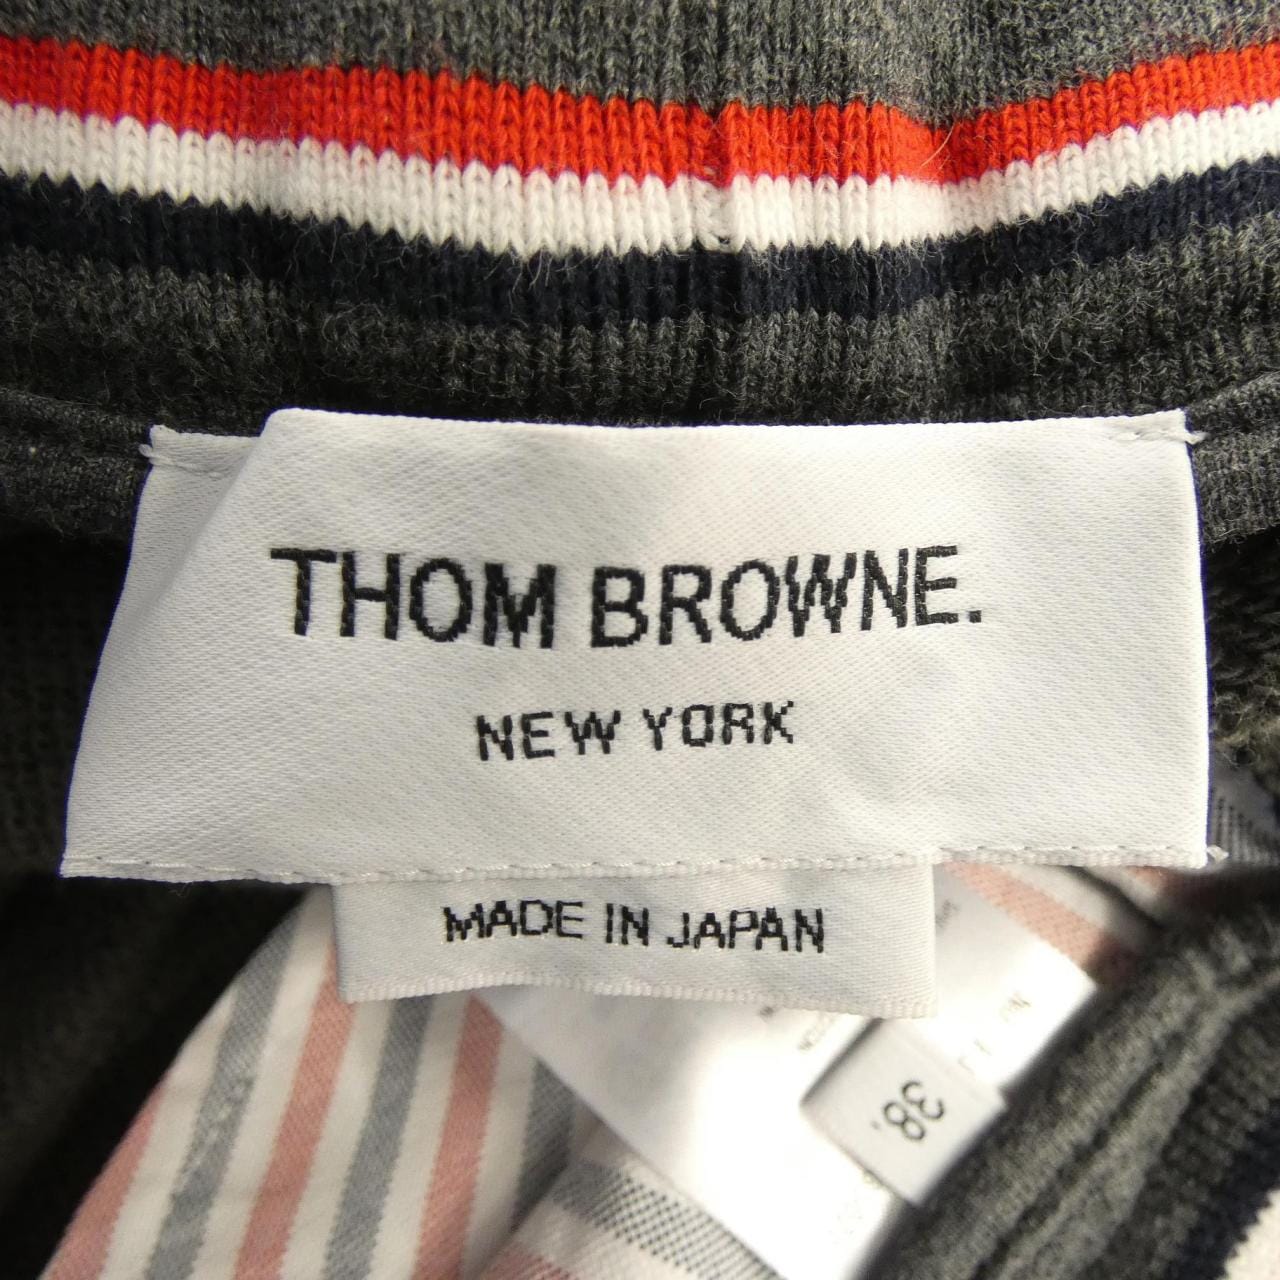 THOM BROWNE.
NEW YORK
MADE IN JAPAN
38.